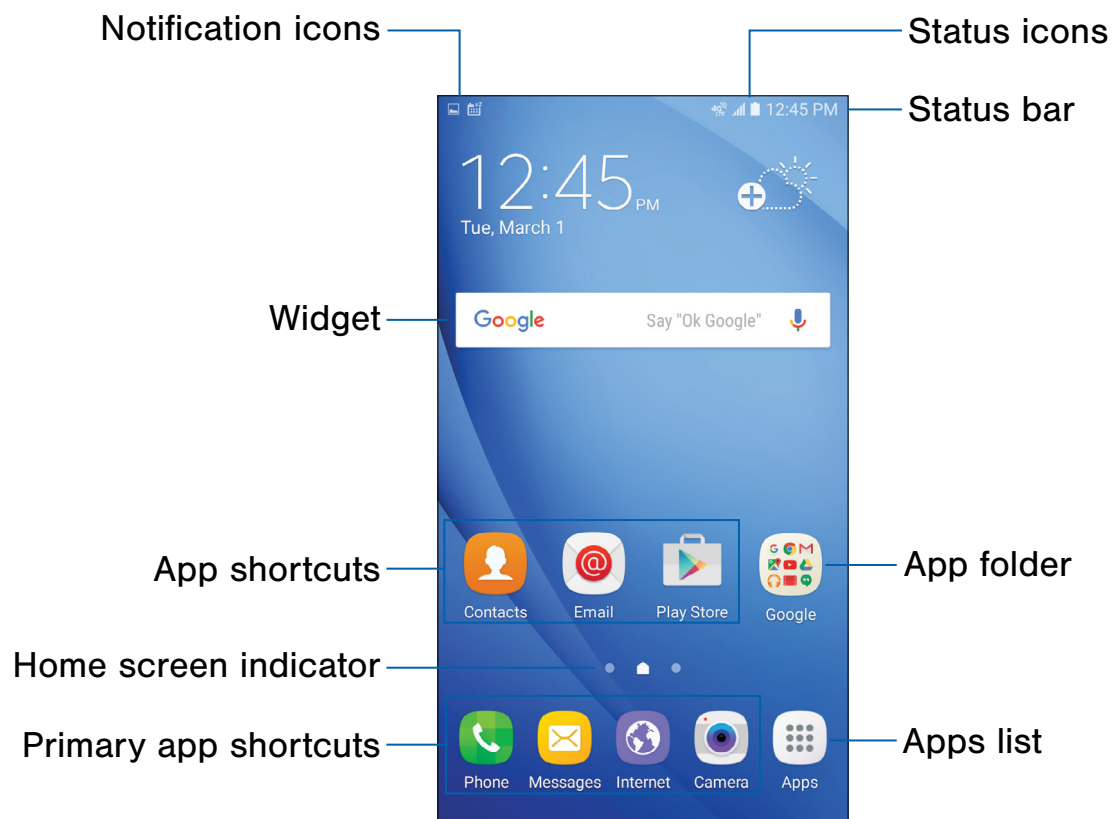 Notification icons
Status icons
Status bar
12:45 PM
12:45 PM
Tue, March 1
Widget
Google
Say "Ok Google"
App shortcuts
Contacts
Email
Play Store
Google
App folder
Home screen indicator
Primary app shortcuts
Phone
Messages
Internet
Camera
Apps
Apps list